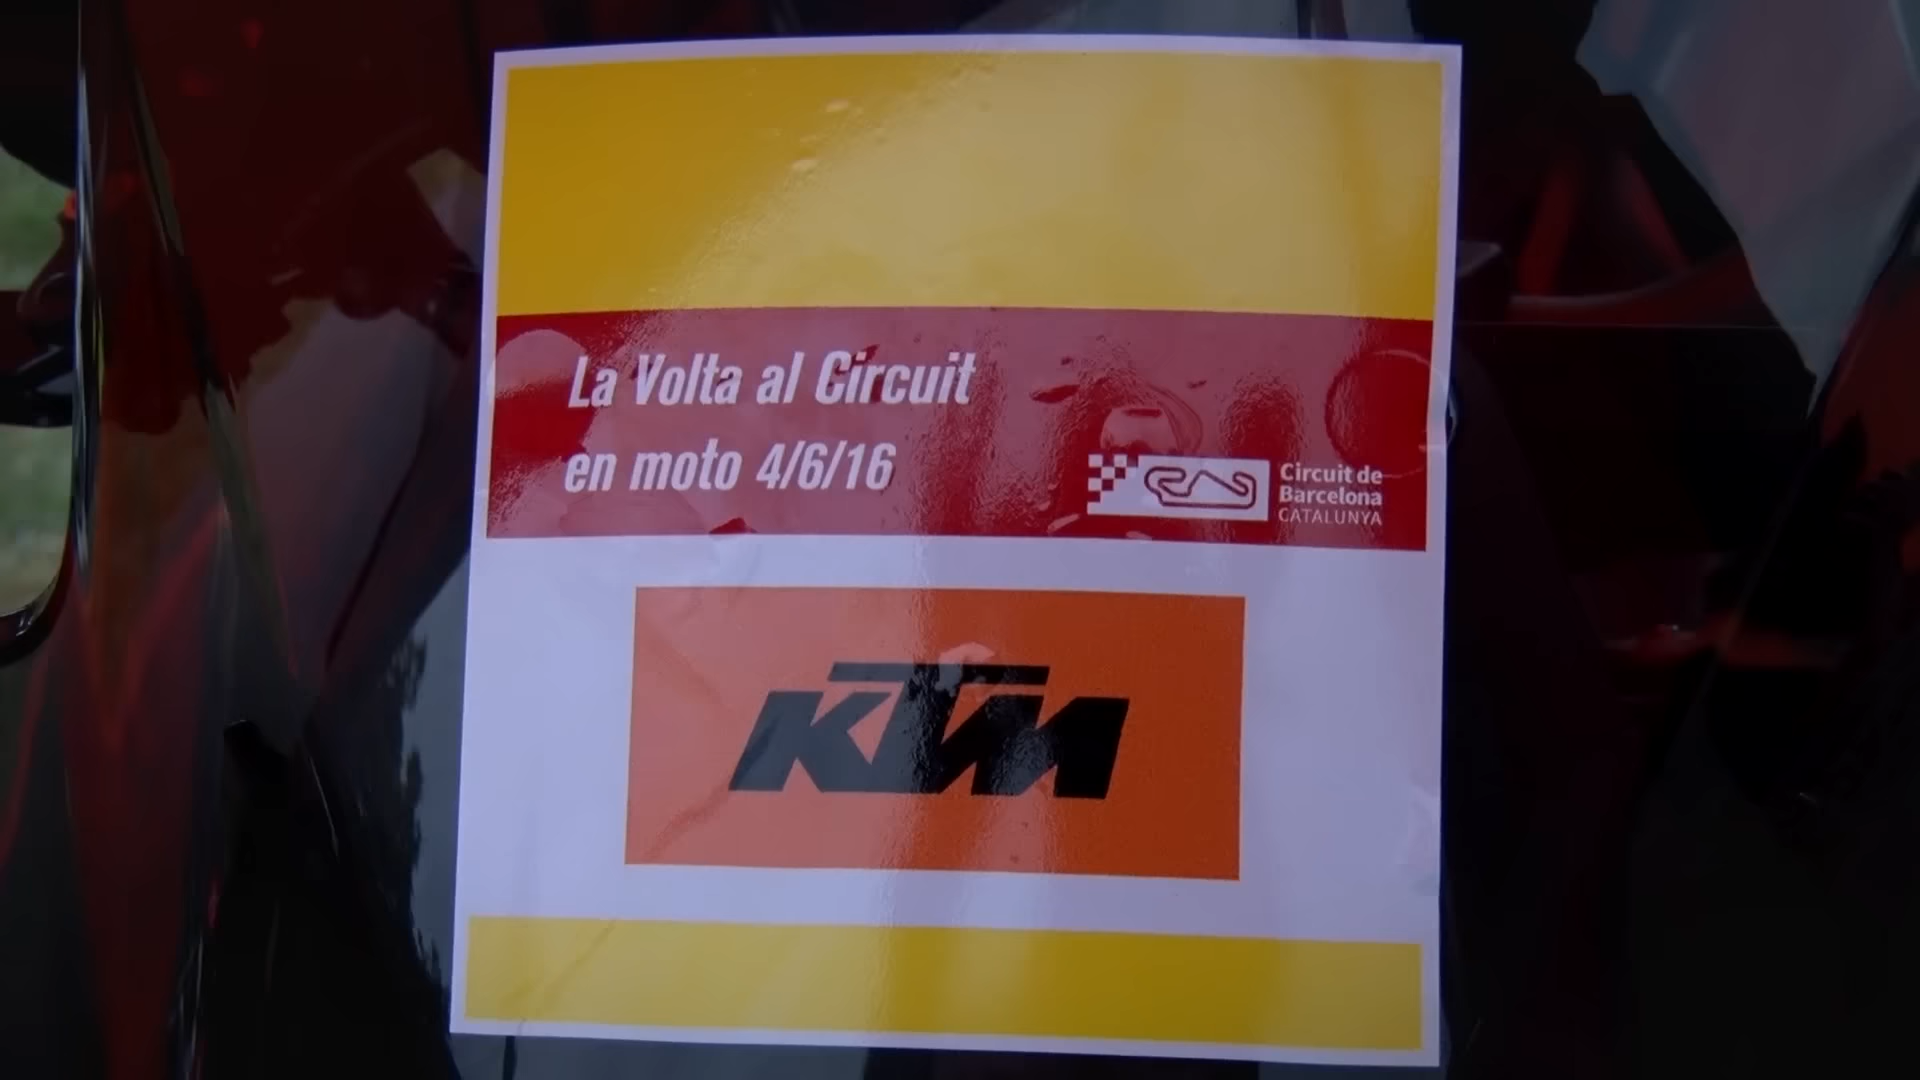 La Volta al Circuit
en moto 4/6/16
Circuit de
Barcelona
CATALUNYA
KTM